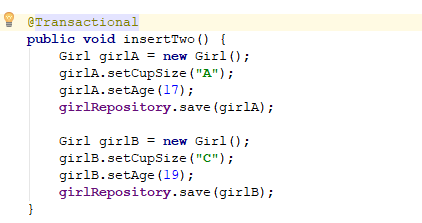 @Transactional
public void insertTwo() {
    Girl girlA = new Girl();
    girlA.setCupSize("A");
    girlA.setAge(17);
    girlRepository.save(girlA);

    Girl girlB = new Girl();
    girlB.setCupSize("C");
    girlB.setAge(19);
    girlRepository.save(girlB);
}